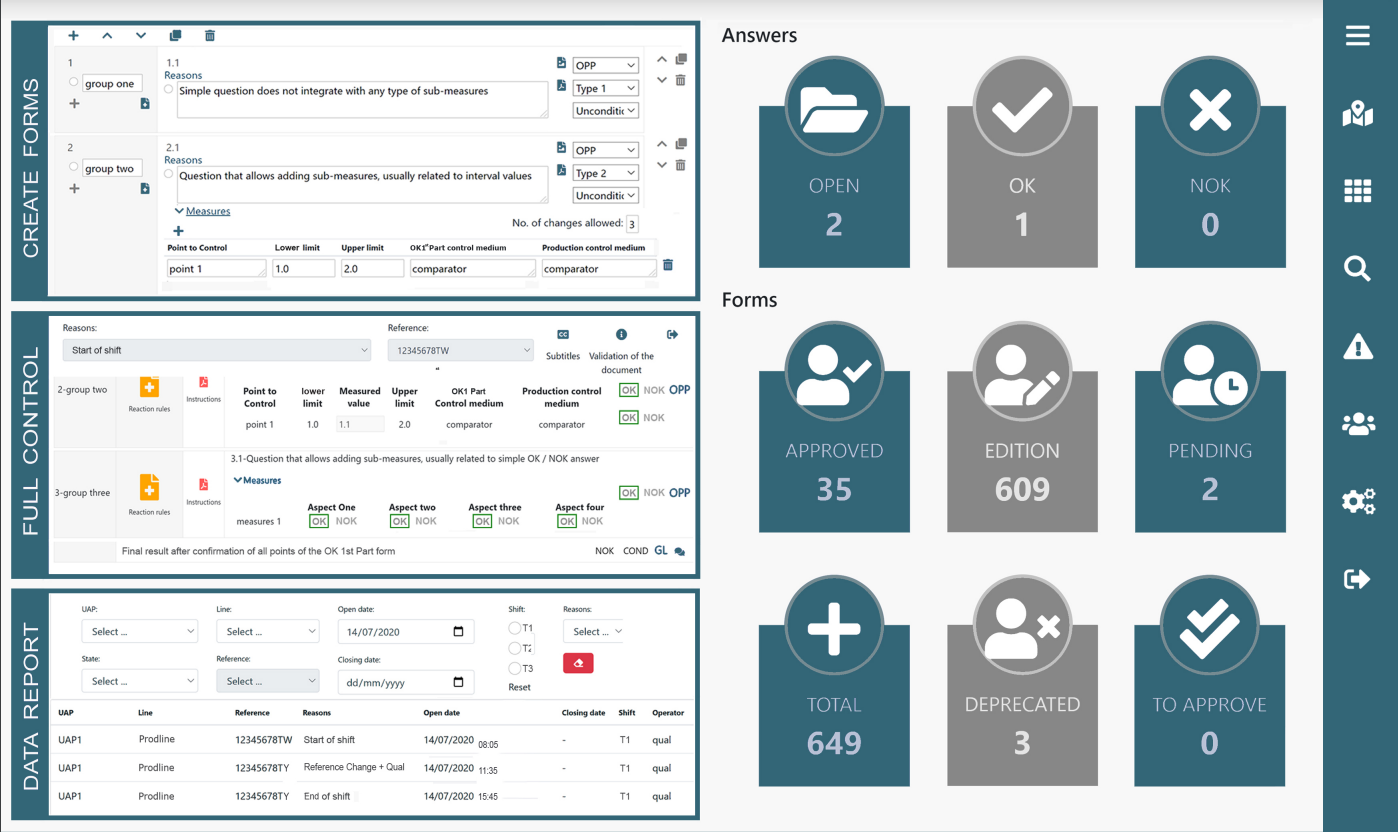 CREATE FORMS
1
group one
1.1
Reasons
Simple question does not integrate with any type of sub-measures
OPP
Type 1
Unconditic
2
group two
2.1
Reasons
Question that allows adding sub-measures, usually related to interval values
OPP
Type 2
Unconditic
Measures
No. of changes allowed: 3
Point to Control Lower limit Upper limit OK1ªPart control medium Production control medium
point 1 1.0 2.0 comparator comparator
FULL CONTROL
Reasons:
Start of shift
Reference:
12345678TW
CC
Subtitles
Validation of the
document
2-group two
Reaction rules
Instructions
Point to lower Measured Upper OK1 Part Production control
Control limit value limit Control medium medium
point 1 1.0 1.1 2.0 comparator comparator
OK NOK OPP
OK NOK
3-group three
Reaction rules
Instructions
3.1-Question that allows adding sub-measures, usually related to simple OK / NOK answer
Measures
OK NOK OPP
Aspect One Aspect two Aspect three Aspect four
measures 1 OK NOK OK NOK OK NOK OK NOK
Final result after confirmation of all points of the OK 1st Part form NOK COND GL
DATA REPORT
UAP: Line: Open date: Shift: Reasons:
Select ... Select ... 14/07/2020 T1 Select ...
T2
State: Reference: Closing date:
Select ... Select ... dd/mm/yyyy T3
Reset
UAP Line Reference Reasons Open date Closing date Shift Operator
UAP1 Prodline 12345678TW Start of shift 14/07/2020 08:05 - T1 qual
UAP1 Prodline 12345678TY Reference Change + Qual 14/07/2020 11:35 - T1 qual
UAP1 Prodline 12345678TY End of shift 14/07/2020 15:45 - T1 qual
Answers
OPEN OK NOK
2 1 0
Forms
APPROVED EDITION PENDING
35 609 2
TOTAL DEPRECATED TO APPROVE
649 3 0